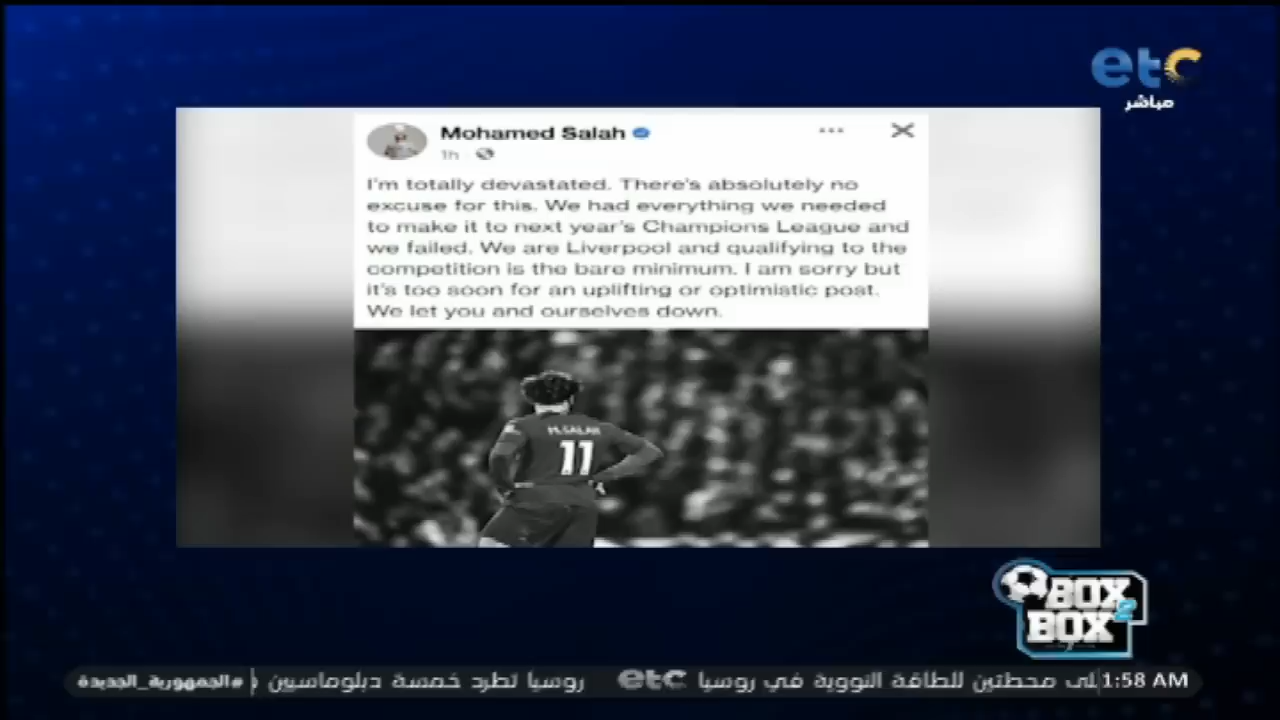 etc
مباشر
Mohamed Salah
1h
I'm totally devastated. There's absolutely no
excuse for this. We had everything we needed
to make it to next year's Champions League and
we failed. We are Liverpool and qualifying to the
competition is the bare minimum. I am sorry but
it's too soon for an uplifting or optimistic post.
We let you and ourselves down.
M.SALAH
11
BOX 2
BOX
1:58 AM لى محطتين للطاقة النووية في روسيا etc روسيا تطرد خمسة دبلوماسيين #الجمهورية_الجديدة